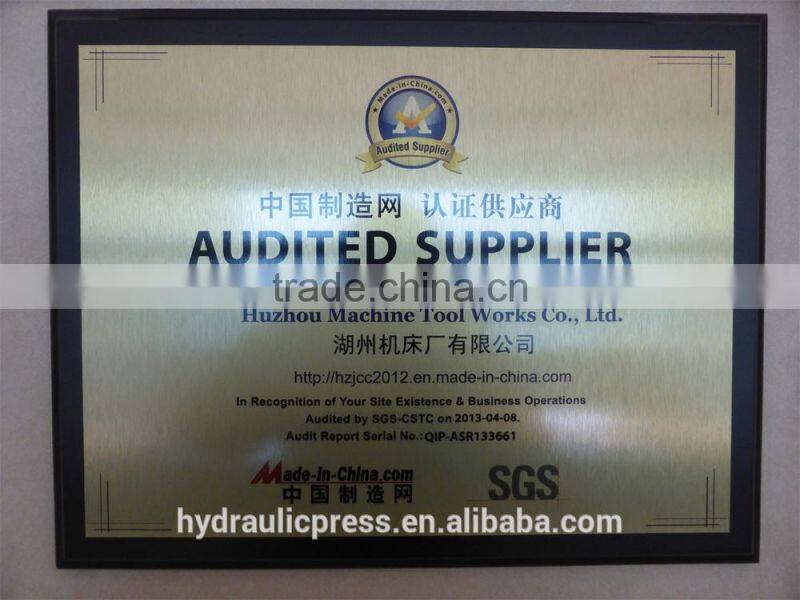 Made-in-China.com
A
Audited Supplier
中国制造网 认证供应商
AUDITED SUPPLIER
trade.china.cn
Huzhou Machine Tool Works Co., Ltd.
湖州机床厂有限公司
http://hzjcc2012.en.made-in-china.com
In Recognition of Your Site Existence & Business Operations
Audited by SGS-CSTC on 2013-04-08.
Audit Report Serial No.: QIP-ASR133661
Made-in-China.com
中国制造网
SGS
hydraulicpress.en.alibaba.com